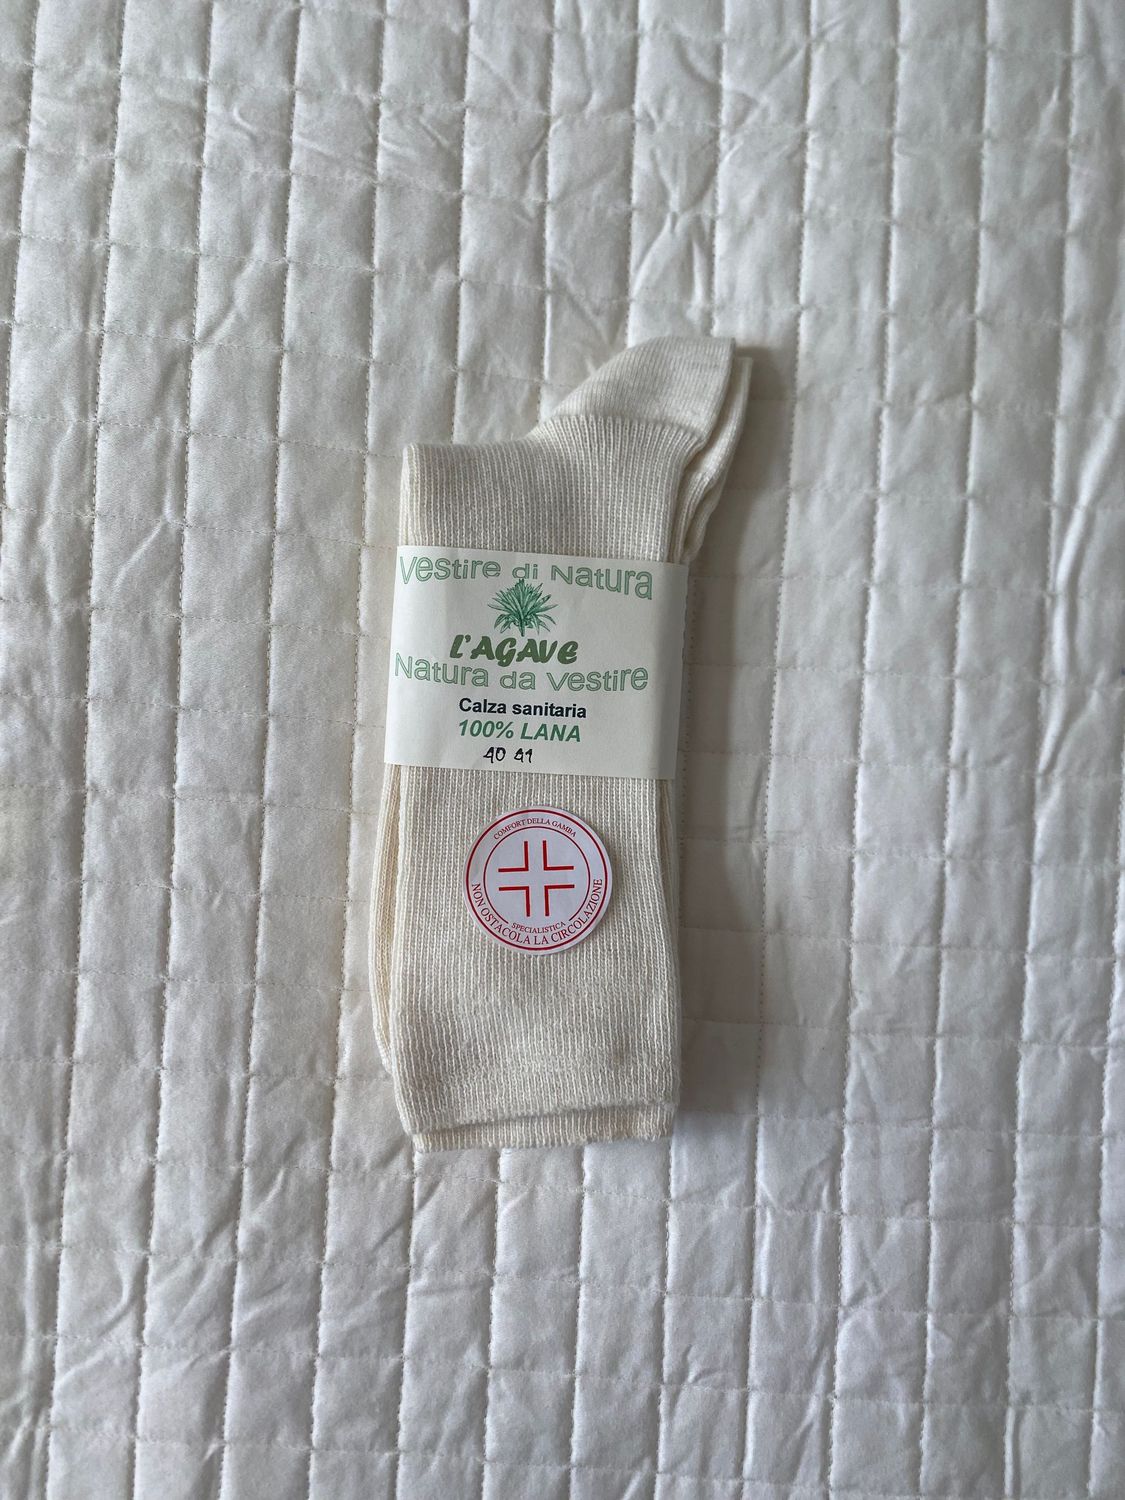 Vestire di Natura
L'AGAVE
Natura da Vestire
Calza sanitaria
100% LANA
40 41
COMFORT DELLA GAMBA
SPECIALISTICA
NON OSTACOLA LA CIRCOLAZIONE